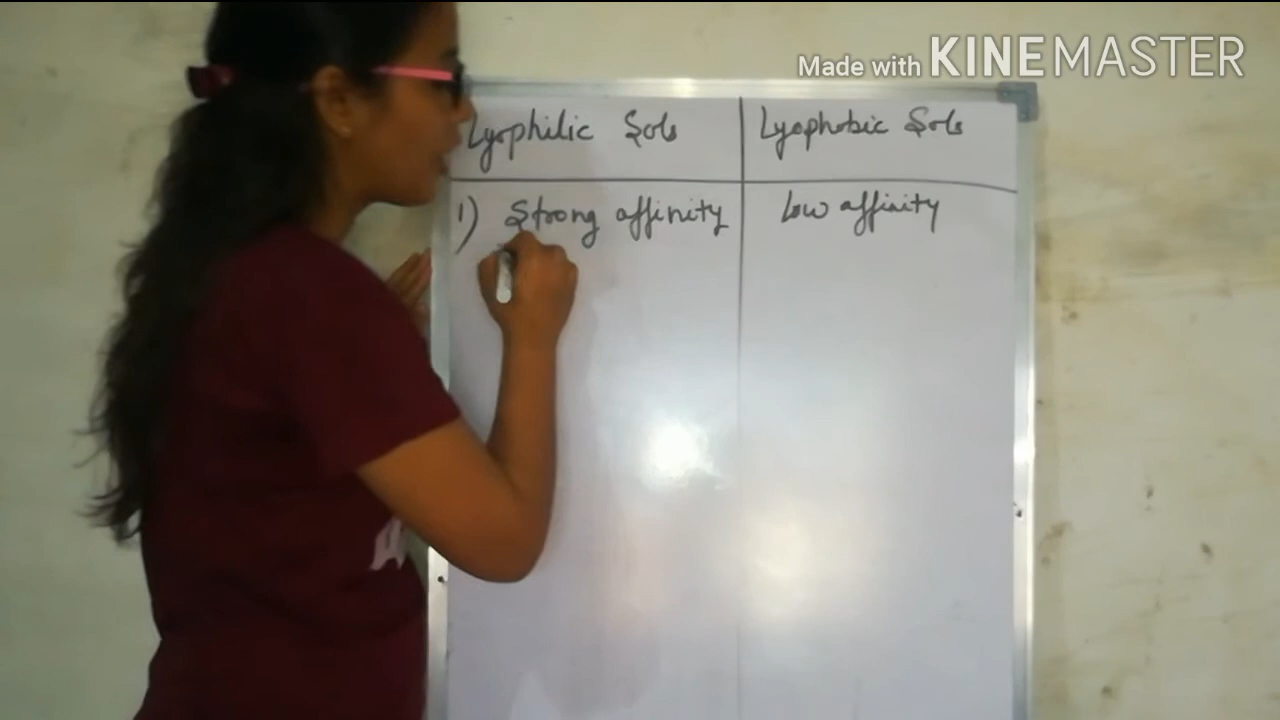 Made with KINEMASTER
Lyophilic Sols | Lyophobic Sols
1) Strong affinity | Low affinity